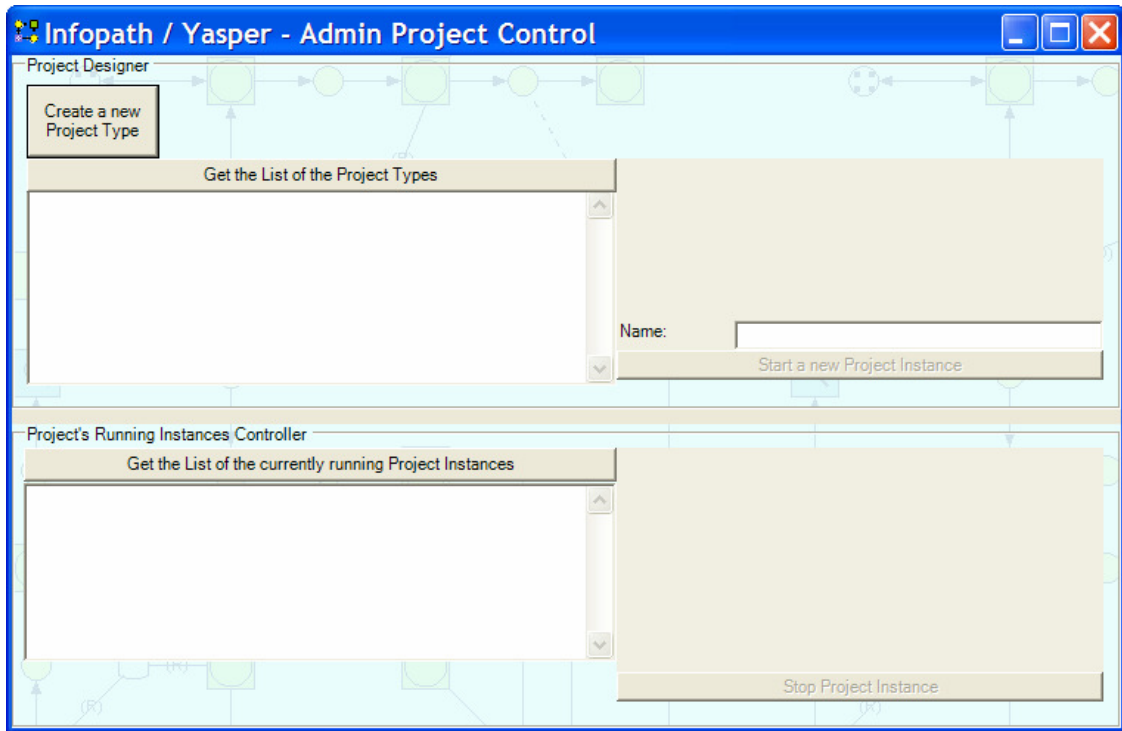 Infopath / Yasper - Admin Project Control
Project Designer
Create a new
Project Type
Get the List of the Project Types
Name:
Start a new Project Instance
Project's Running Instances Controller
Get the List of the currently running Project Instances
(R)
Stop Project Instance
(R)
(R)